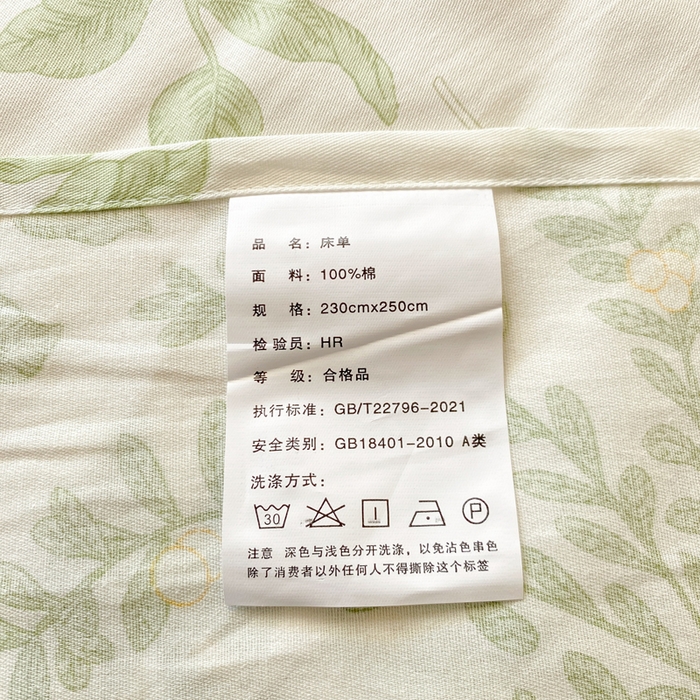 品 名：床单
面 料：100%棉
规 格：230cmx250cm
检验员：HR
等 级：合格品
执行标准：GB/T22796-2021
安全类别：GB18401-2010 A类
洗涤方式：
30 P
注意 深色与浅色分开洗涤，以免沾色串色
除了消费者以外任何人不得撕除这个标签